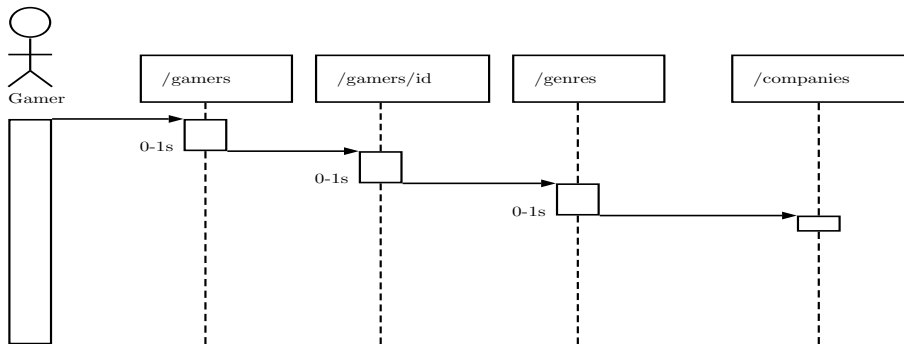 Gamer
/gamers
/gamers/id
/genres
/companies
0-1s
0-1s
0-1s